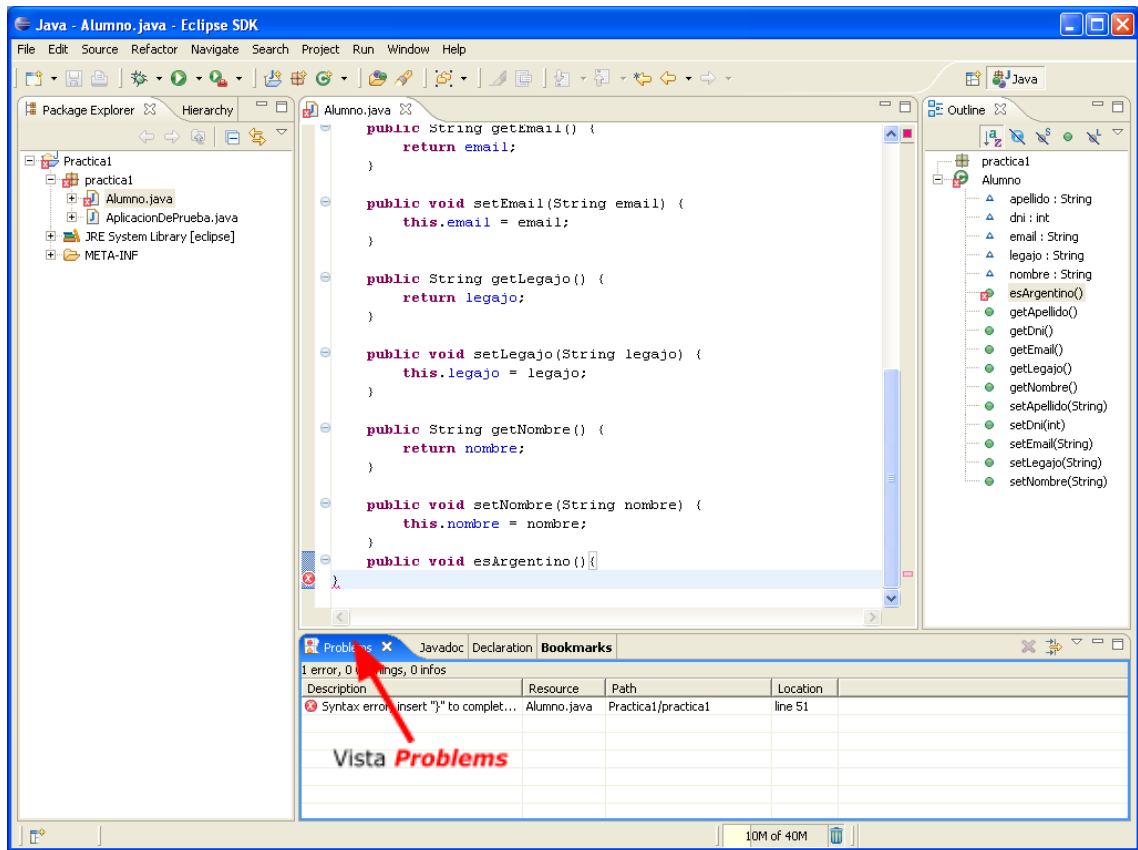 Java - Alumno.java - Eclipse SDK
File Edit Source Refactor Navigate Search Project Run Window Help
Java
Package Explorer
Hierarchy
Practica1
practica1
Alumno.java
AplicacionDePrueba.java
JRE System Library [eclipse]
META-INF
Alumno.java
public String getEmail() {
return email;
}
public void setEmail(String email) {
this.email = email;
}
public String getLegajo() {
return legajo;
}
public void setLegajo(String legajo) {
this.legajo = legajo;
}
public String getNombre() {
return nombre;
}
public void setNombre(String nombre) {
this.nombre = nombre;
}
public void esArgentino(){
}
Outline
practica1
Alumno
apellido : String
dni : int
email : String
legajo : String
nombre : String
esArgentino()
getApellido()
getDni()
getEmail()
getLegajo()
getNombre()
setApellido(String)
setDni(int)
setEmail(String)
setLegajo(String)
setNombre(String)
Problems Javadoc Declaration Bookmarks
1 error, 0 warnings, 0 infos
Description Resource Path Location
Syntax error, insert "}" to complet... Alumno.java Practica1/practica1 line 51
Vista Problems
10M of 40M